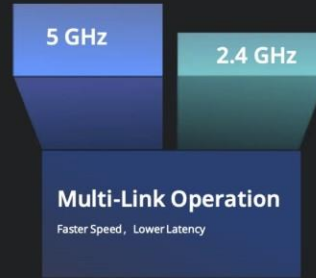 5 GHz
2.4 GHz
Multi-Link Operation
Faster Speed, Lower Latency